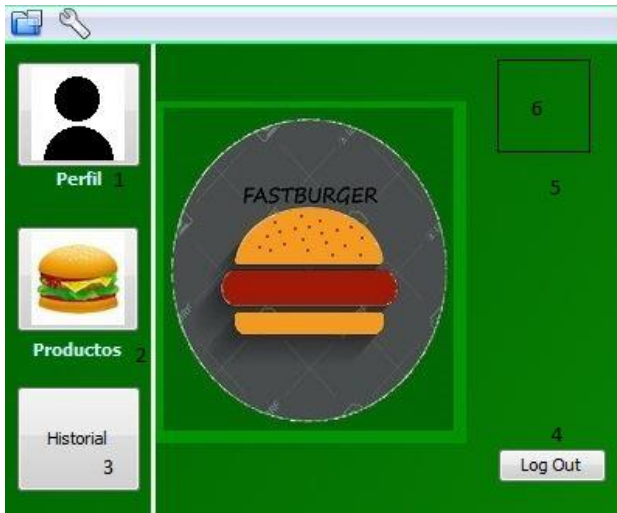 Perfil 1
Productos 2
Historial
3
FASTBURGER
6
5
4
Log Out